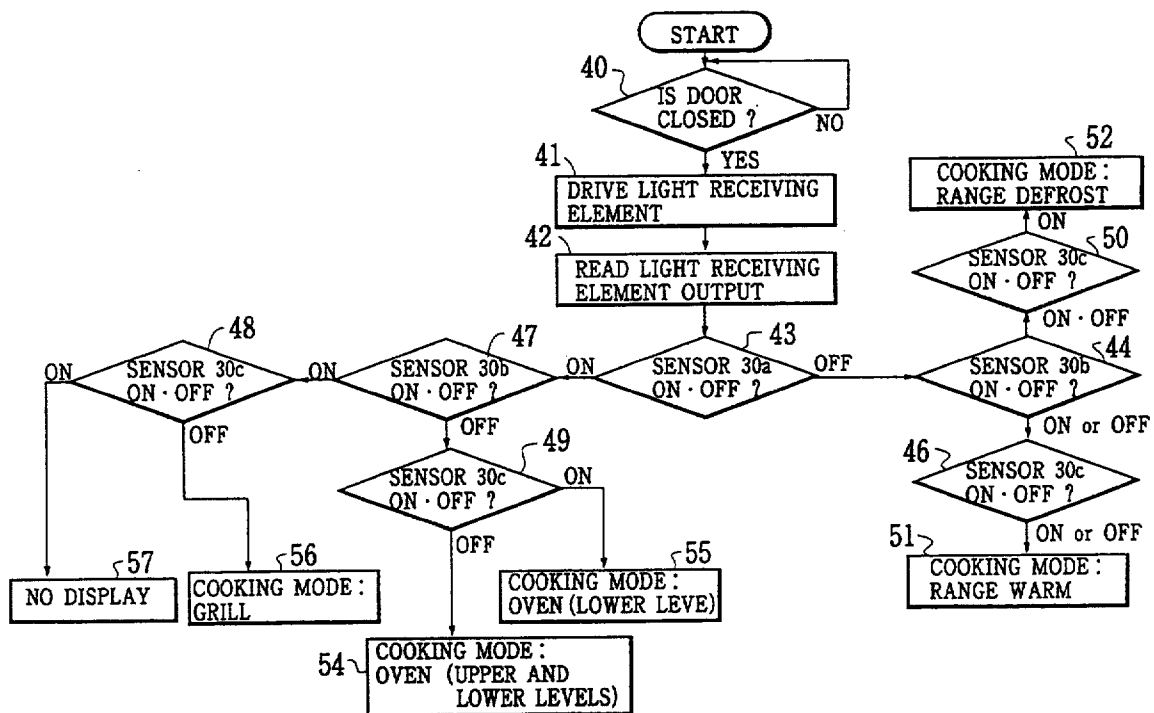 START
40
IS DOOR
CLOSED ?
NO
YES
41
DRIVE LIGHT RECEIVING
ELEMENT
42
READ LIGHT RECEIVING
ELEMENT OUTPUT
52
COOKING MODE :
RANGE DEFROST
ON
50
SENSOR 30c
ON · OFF ?
ON · OFF
48
SENSOR 30c
ON · OFF ?
ON
OFF
47
SENSOR 30b
ON · OFF ?
ON
OFF
43
SENSOR 30a
ON · OFF ?
ON
OFF
44
SENSOR 30b
ON · OFF ?
ON or OFF
49
SENSOR 30c
ON · OFF ?
ON
OFF
46
SENSOR 30c
ON · OFF ?
ON or OFF
57
NO DISPLAY
56
COOKING MODE :
GRILL
55
COOKING MODE :
OVEN (LOWER LEVE)
51
COOKING MODE :
RANGE WARM
54
COOKING MODE :
OVEN (UPPER AND
LOWER LEVELS)